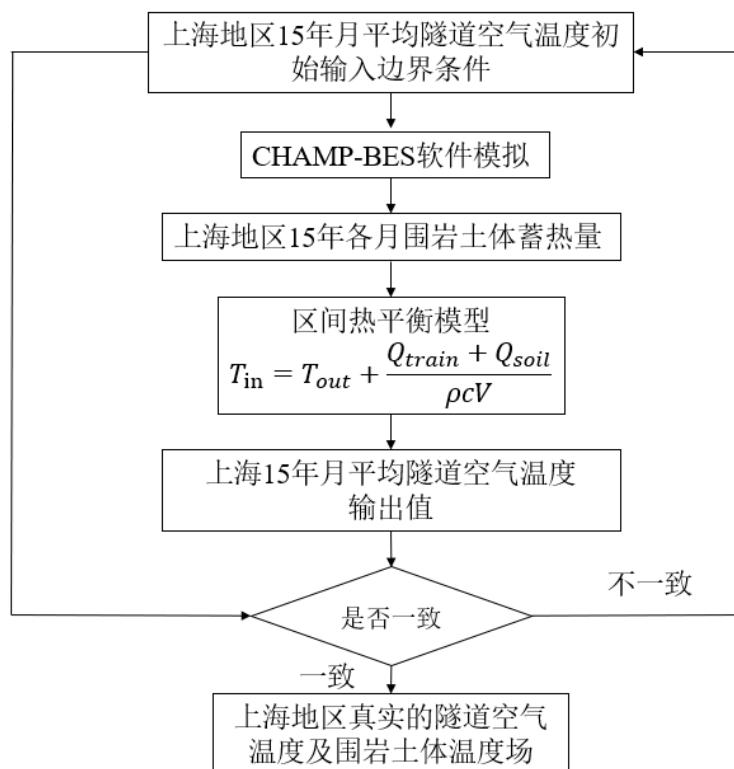 上海地区15年月平均隧道空气温度初
始输入边界条件
CHAMP-BES软件模拟
上海地区15年各月围岩土体蓄热量
区间热平衡模型
T_in = T_out + (Q_train + Q_soil) / ρcV
上海15年月平均隧道空气温度
输出值
是否一致
不一致
一致
上海地区真实的隧道空气
温度及围岩土体温度场